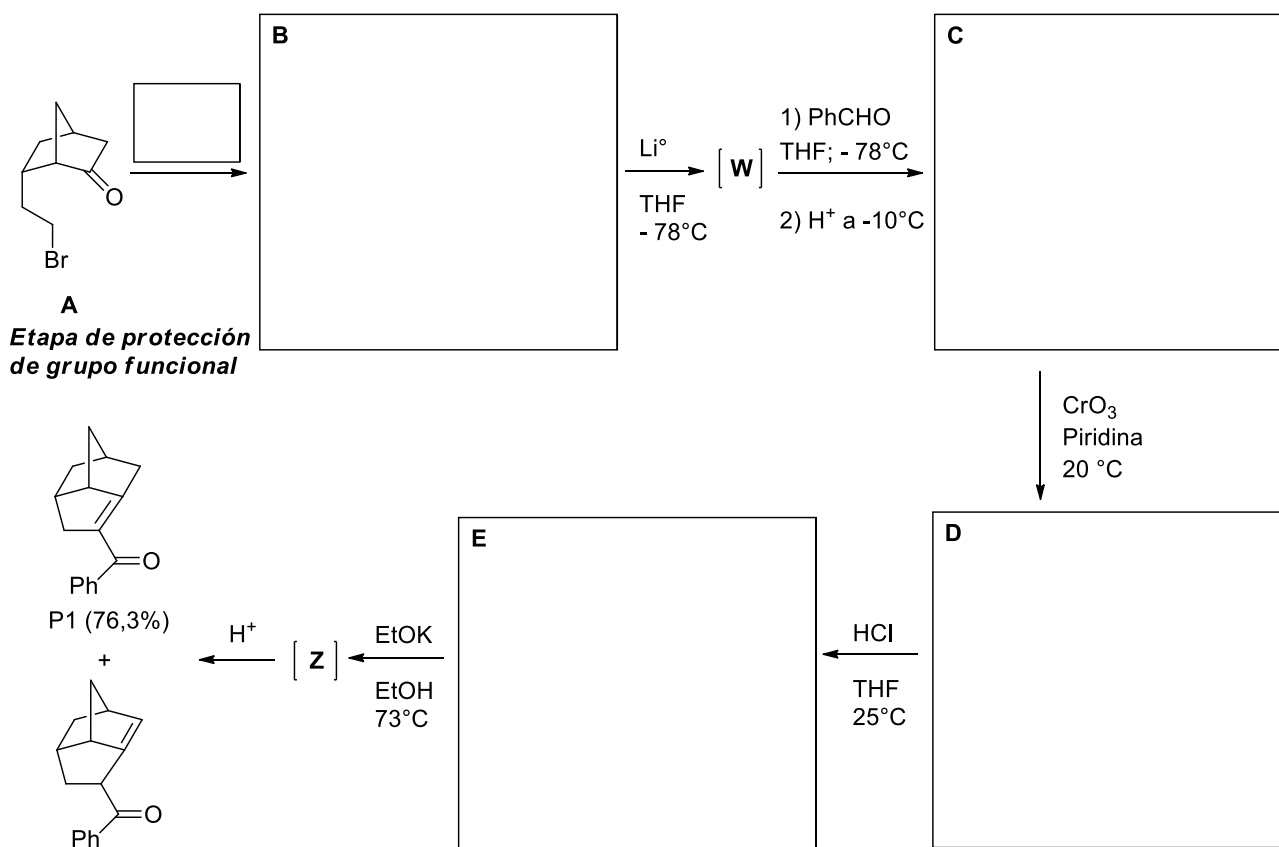 B
C
O
Br
A
Etapa de protección
de grupo funcional
Li°
THF
- 78°C
[ W ]
1) PhCHO
THF; - 78°C
2) H⁺ a -10°C
CrO₃
Piridina
20 °C
D
HCl
THF
25°C
E
EtOK
EtOH
73°C
[ Z ]
H⁺
O
Ph
P1 (76,3%)
+
O
Ph